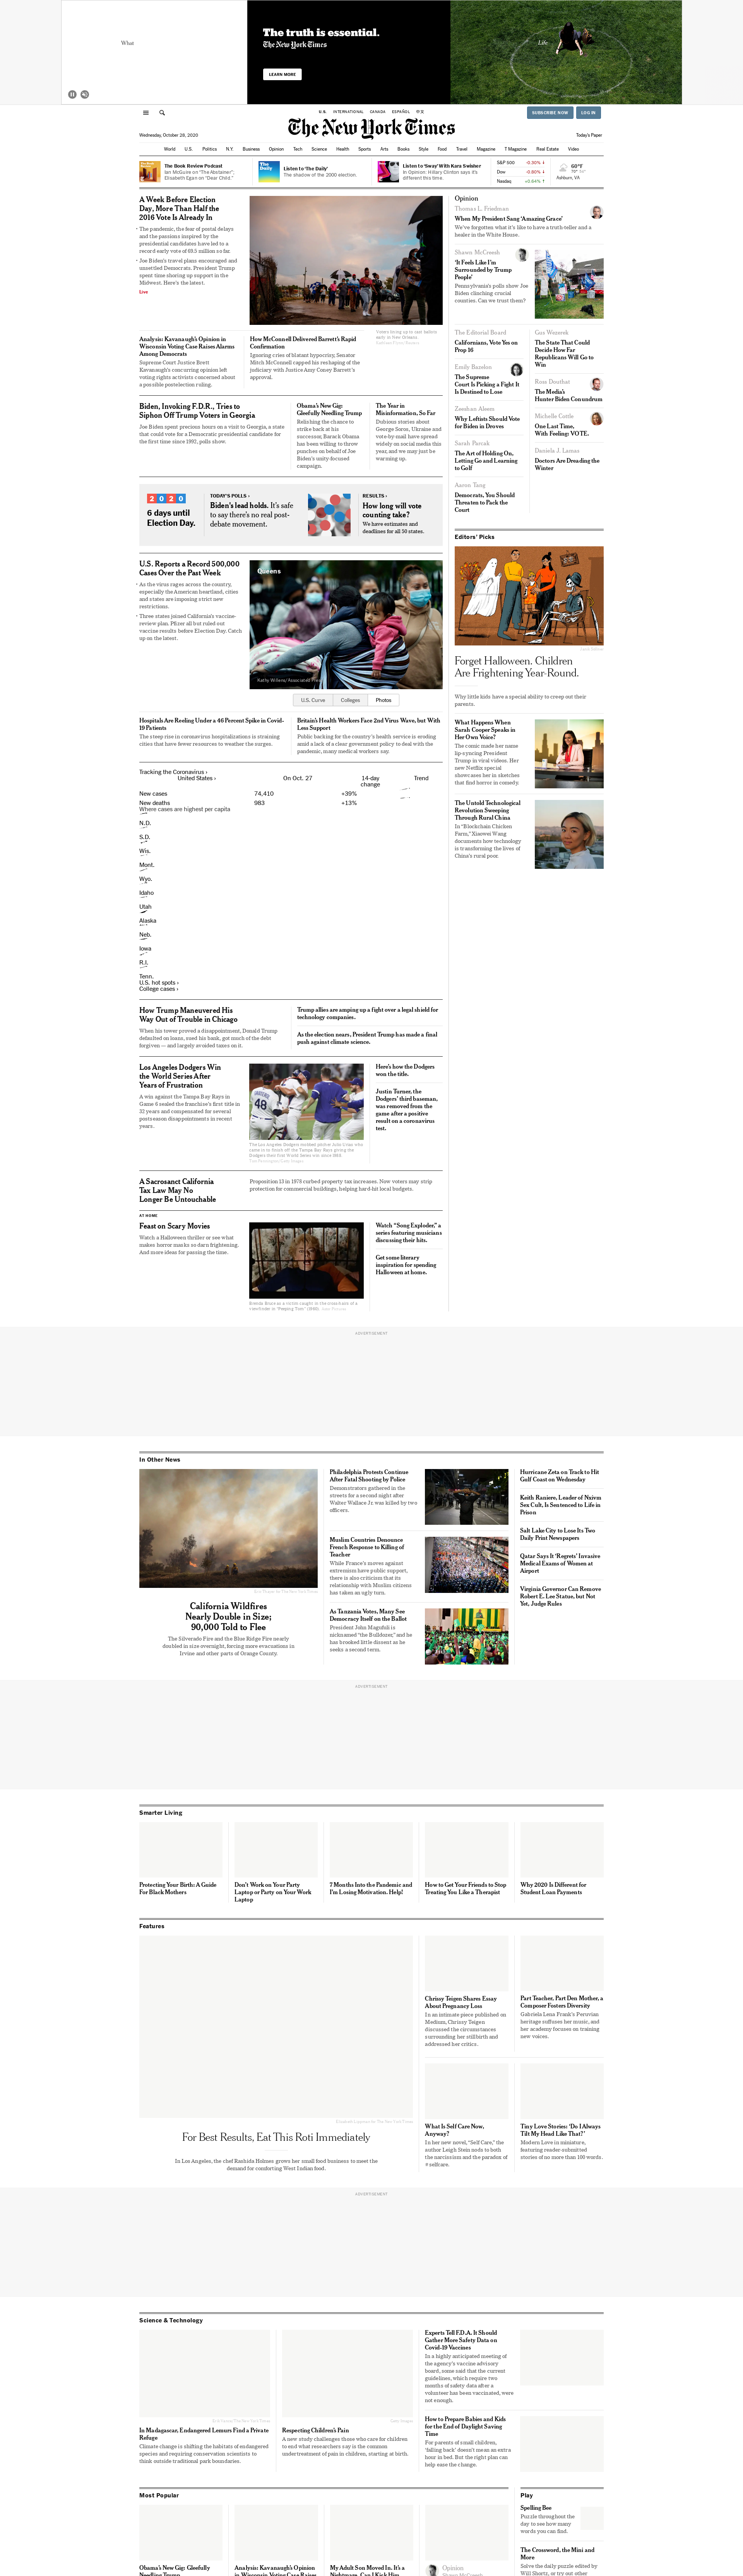 What
The truth is essential.
The New York Times
LEARN MORE
Life
U.S.
INTERNATIONAL
CANADA
ESPAÑOL
中文
SUBSCRIBE NOW
LOG IN
The New York Times
Wednesday, October 28, 2020
Today's Paper
World U.S. Politics N.Y. Business Opinion Tech Science Health Sports Arts Books Style Food Travel Magazine T Magazine Real Estate Video
The Book Review Podcast
Ian McGuire on "The Abstainer";
Elisabeth Egan on "Dear Child."
The Daily
Listen to 'The Daily'
The shadow of the 2000 election.
Listen to 'Sway' With Kara Swisher
In Opinion: Hillary Clinton says it's
different this time.
S&P 500 -0.30% ↓
Dow -0.80% ↓
Nasdaq +0.64% ↑
60°F
Ashburn, VA
A Week Before Election
Day, More Than Half the
2016 Vote Is Already In
The pandemic, the fear of postal delays
and the passions inspired by the
presidential candidates have led to a
record early vote of 69.5 million so far.
Joe Biden's travel plans encouraged and
unsettled Democrats. President Trump
spent time shoring up support in the
Midwest. Here's the latest.
Live
Voters lining up to cast ballots
early in New Orleans.
Analysis: Kavanaugh's Opinion in
Wisconsin Voting Case Raises Alarms
Among Democrats
Supreme Court Justice Brett
Kavanaugh's concurring opinion left
voting rights activists concerned about
a possible postelection ruling.
How McConnell Delivered Barrett's Rapid
Confirmation
Ignoring cries of blatant hypocrisy, Senator
Mitch McConnell capped his reshaping of the
judiciary with Justice Amy Coney Barrett's
approval.
Biden, Invoking F.D.R., Tries to
Siphon Off Trump Voters in Georgia
Joe Biden spent precious hours on a visit to Georgia, a state
that could vote for a Democratic presidential candidate for
the first time since 1992, polls show.
Obama's New Gig:
Gleefully Needling Trump
Relishing the chance to
strike back at his
successor, Barack Obama
has been willing to throw
punches on behalf of Joe
Biden's unity-focused
campaign.
The Year in
Misinformation, So Far
Dubious stories about
George Soros, Ukraine and
vote-by-mail have spread
widely on social media this
year, and we may just be
warming up.
2020
6 days until
Election Day.
TODAY'S POLLS ›
Biden's lead holds. It's safe
to say there's no real post-
debate movement.
RESULTS ›
How long will vote
counting take?
We have estimates and
deadlines for all 50 states.
U.S. Reports a Record 500,000
Cases Over the Past Week
As the virus rages across the country,
especially the American heartland, cities
and states are imposing strict new
restrictions.
Three states joined California's vaccine-
review plan. Pfizer all but ruled out
vaccine results before Election Day. Catch
up on the latest.
Queens
Kathy Willens/Associated Press
U.S. Curve
Colleges
Photos
Hospitals Are Reeling Under a 46 Percent Spike in Covid-
19 Patients
The steep rise in coronavirus hospitalizations is straining
cities that have fewer resources to weather the surges.
Britain's Health Workers Face 2nd Virus Wave, but With
Less Support
Public backing for the country's health service is eroding
amid a lack of a clear government policy to deal with the
pandemic, many medical workers say.
Tracking the Coronavirus ›
United States › On Oct. 27 14-day
change Trend
New cases 74,410 +39%
New deaths 983 +13%
Where cases are highest per capita
N.D.
S.D.
Wis.
Mont.
Wyo.
Idaho
Utah
Alaska
Neb.
Iowa
R.I.
Tenn.
U.S. hot spots ›
College cases ›
How Trump Maneuvered His
Way Out of Trouble in Chicago
When his tower proved a disappointment, Donald Trump
defaulted on loans, sued his bank, got much of the debt
forgiven — and largely avoided taxes on it.
Trump allies are amping up a fight over a legal shield for
technology companies.
As the election nears, President Trump has made a final
push against climate science.
Los Angeles Dodgers Win
the World Series After
Years of Frustration
A win against the Tampa Bay Rays in
Game 6 sealed the franchise's first title in
32 years and compensated for several
postseason disappointments in recent
years.
The Los Angeles Dodgers mobbed pitcher Julio Urías who
came in to finish off the Tampa Bay Rays giving the
Dodgers their first World Series win since 1988.
Here's how the Dodgers
won the title.
Justin Turner, the
Dodgers' third baseman,
was removed from the
game after a positive
result on a coronavirus
test.
A Sacrosanct California
Tax Law May No
Longer Be Untouchable
Proposition 13 in 1978 curbed property tax increases. Now voters may strip
protection for commercial buildings, helping hard-hit local budgets.
AT HOME
Feast on Scary Movies
Watch a Halloween thriller or see what
makes horror masks so darn frightening.
And more ideas for passing the time.
Brenda Bruce as a victim caught in the crosshairs of a
viewfinder in "Peeping Tom" (1960).
Watch "Song Exploder," a
series featuring musicians
discussing their hits.
Get some literary
inspiration for spending
Halloween at home.
Opinion
Thomas L. Friedman
When My President Sang 'Amazing Grace'
We've forgotten what it's like to have a truth-teller and a
healer in the White House.
Shawn McCreesh
'It Feels Like I'm
Surrounded by Trump
People'
Pennsylvania's polls show Joe
Biden clinching crucial
counties. Can we trust them?
The Editorial Board
Californians, Vote Yes on
Prop 16
Emily Bazelon
The Supreme
Court Is Picking a Fight It
Is Destined to Lose
Zeeshan Aleem
Why Leftists Should Vote
for Biden in Droves
Sarah Parcak
The Art of Holding On,
Letting Go and Learning
to Golf
Aaron Tang
Democrats, You Should
Threaten to Pack the
Court
Gus Wezerek
The State That Could
Decide How Far
Republicans Will Go to
Win
Ross Douthat
The Media's
Hunter Biden Conundrum
Michelle Cottle
One Last Time,
With Feeling: VOTE.
Daniela J. Lamas
Doctors Are Dreading the
Winter
Editors' Picks
Forget Halloween. Children
Are Frightening Year-Round.
Why little kids have a special ability to creep out their
parents.
What Happens When
Sarah Cooper Speaks in
Her Own Voice?
The comic made her name
lip-syncing President
Trump in viral videos. Her
new Netflix special
showcases her in sketches
that find horror in comedy.
The Untold Technological
Revolution Sweeping
Through Rural China
In "Blockchain Chicken
Farm," Xiaowei Wang
documents how technology
is transforming the lives of
China's rural poor.
ADVERTISEMENT
In Other News
California Wildfires
Nearly Double in Size;
90,000 Told to Flee
The Silverado Fire and the Blue Ridge Fire nearly
doubled in size overnight, forcing more evacuations in
Irvine and other parts of Orange County.
Philadelphia Protests Continue
After Fatal Shooting by Police
Demonstrators gathered in the
streets for a second night after
Walter Wallace Jr. was killed by two
officers.
Muslim Countries Denounce
French Response to Killing of
Teacher
While France's moves against
extremism have public support,
there is also criticism that its
relationship with Muslim citizens
has taken an ugly turn.
As Tanzania Votes, Many See
Democracy Itself on the Ballot
President John Magufuli is
nicknamed "the Bulldozer," and he
has brooked little dissent as he
seeks a second term.
Hurricane Zeta on Track to Hit
Gulf Coast on Wednesday
Keith Raniere, Leader of Nxivm
Sex Cult, Is Sentenced to Life in
Prison
Salt Lake City to Lose Its Two
Daily Print Newspapers
Qatar Says It 'Regrets' Invasive
Medical Exams of Women at
Airport
Virginia Governor Can Remove
Robert E. Lee Statue, but Not
Yet, Judge Rules
ADVERTISEMENT
Smarter Living
Protecting Your Birth: A Guide
For Black Mothers
Don't Work on Your Party
Laptop or Party on Your Work
Laptop
7 Months Into the Pandemic and
I'm Losing Motivation. Help!
How to Get Your Friends to Stop
Treating You Like a Therapist
Why 2020 Is Different for
Student Loan Payments
Features
For Best Results, Eat This Roti Immediately
In Los Angeles, the chef Rashida Holmes grows her small food business to meet the
demand for comforting West Indian food.
Chrissy Teigen Shares Essay
About Pregnancy Loss
In an intimate piece published on
Medium, Chrissy Teigen
discussed the circumstances
surrounding her stillbirth and
addressed her critics.
Part Teacher, Part Den Mother, a
Composer Fosters Diversity
Gabriela Lena Frank's Peruvian
heritage suffuses her music, and
her academy focuses on training
new voices.
What Is Self Care Now,
Anyway?
In her new novel, "Self Care," the
author Leigh Stein nods to both
the narcissism and the paradox of
#selfcare.
Tiny Love Stories: 'Do I Always
Tilt My Head Like That?'
Modern Love in miniature,
featuring reader-submitted
stories of no more than 100 words.
ADVERTISEMENT
Science & Technology
In Madagascar, Endangered Lemurs Find a Private
Refuge
Climate change is shifting the habitats of endangered
species and requiring conservation scientists to
think outside traditional park boundaries.
Getty Images
Respecting Children's Pain
A new study challenges those who care for children
to end what researchers say is the common
undertreatment of pain in children, starting at birth.
Experts Tell F.D.A. It Should
Gather More Safety Data on
Covid-19 Vaccines
In a highly anticipated meeting of
the agency's vaccine advisory
board, some said that the current
guidelines, which require two
months of safety data after a
volunteer has been vaccinated, were
not enough.
How to Prepare Babies and Kids
for the End of Daylight Saving
Time
For parents of small children,
'falling back' doesn't mean an extra
hour in bed. But the right plan can
help ease the change.
Most Popular
Obama's New Gig: Gleefully
Needling Trump
Analysis: Kavanaugh's Opinion
in Wisconsin Voting Case Raises
My Adult Son Moved In. It's a
Nightmare. Can I Kick Him
Opinion
Shawn McCreesh
Play
Spelling Bee
Puzzle throughout the
day to see how many
words you can find.
The Crossword, the Mini and
More
Solve the daily puzzle edited by
Will Shortz, or try out other